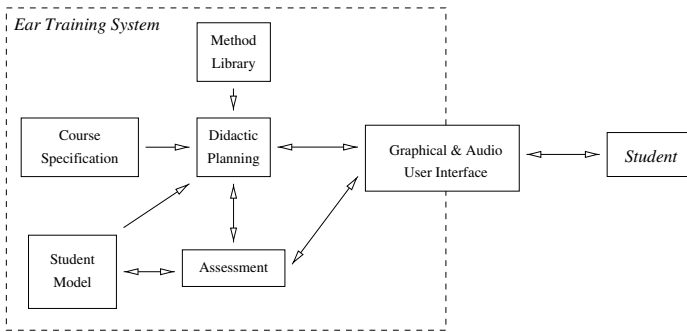 Ear Training System
Method
Library
Course
Specification
Didactic
Planning
Graphical & Audio
User Interface
Student
Student
Model
Assessment